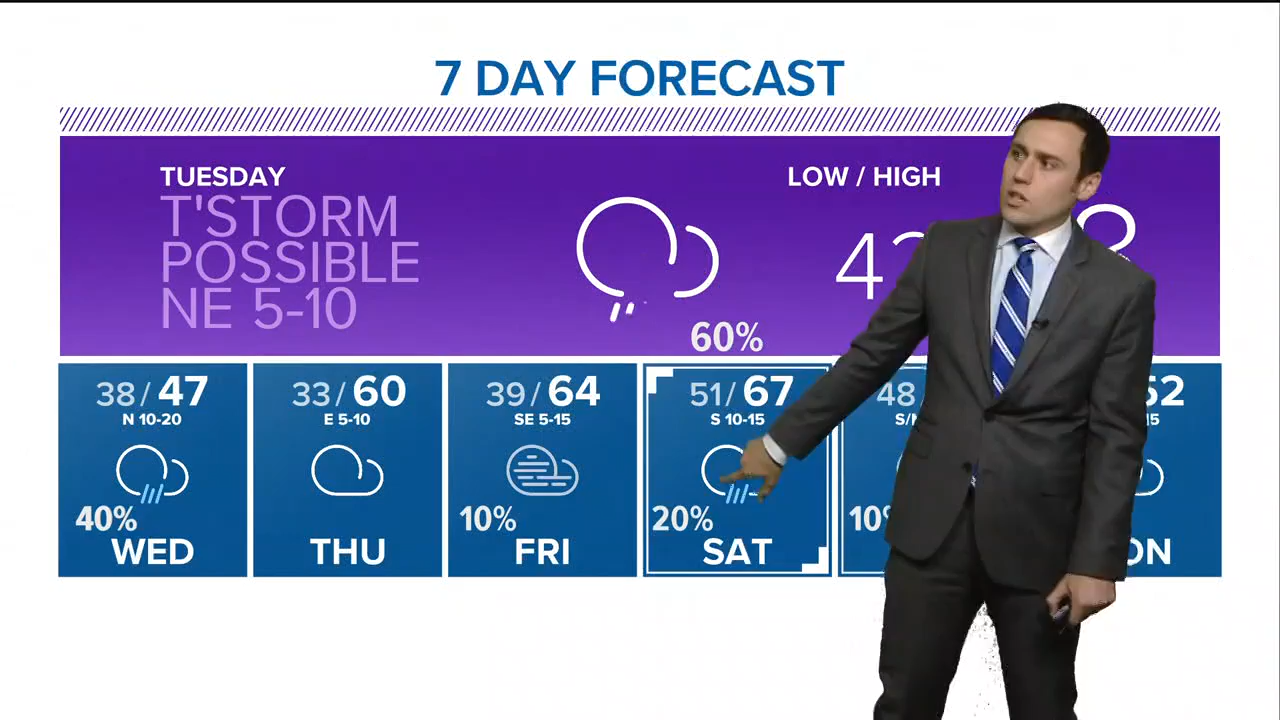 7 DAY FORECAST
TUESDAY
T'STORM
POSSIBLE
NE 5-10
60%
LOW / HIGH
38/47
N 10-20
40%
WED
33/60
E 5-10
THU
39/64
SE 5-15
10%
FRI
51/67
S 10-15
20%
SAT
48